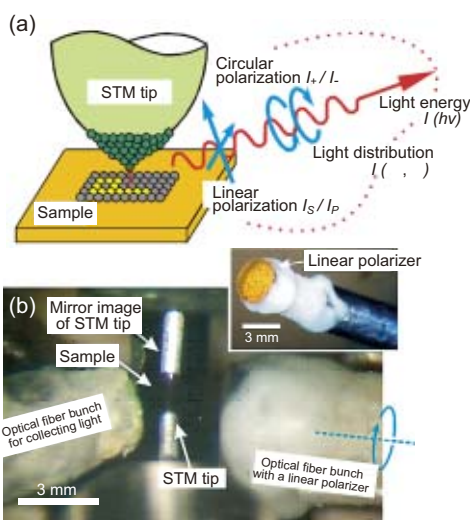 (a)
STM tip
Circular
polarization I+/ I-
Light energy
I (hν)
Light distribution
I (  ,  )
Linear
polarization IS / IP
Sample
(b)
Linear polarizer
3 mm
Mirror image
of STM tip
Sample
Optical fiber bunch
for collecting light
STM tip
Optical fiber bunch
with a linear polarizer
3 mm